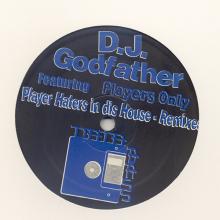 D.J.
Godfather
Featuring Players Only
Player Haters in dis House - Remixes